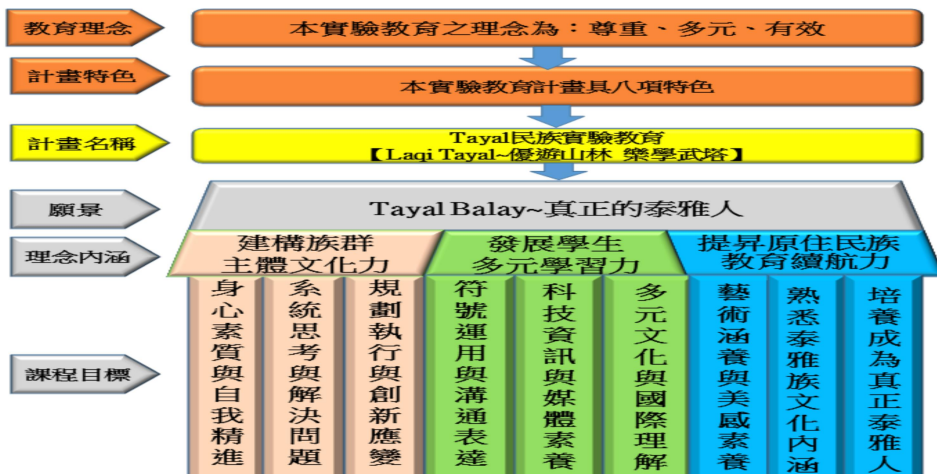 教育理念
本實驗教育之理念為：尊重、多元、有效
計畫特色
本實驗教育計畫具八項特色
計畫名稱
Tayal民族實驗教育
【Laqi Tayal~優遊山林 樂學武塔】
願景
Tayal Balay~真正的泰雅人
理念內涵
建構族群
主體文化力
發展學生
多元學習力
提昇原住民族
教育續航力
課程目標
身心素質與自我精進
系統思考與解決問題
規劃執行與創新應變
符號運用與溝通表達
科技資訊與媒體素養
多元文化與國際理解
藝術涵養與美感素養
熟悉泰雅族文化內涵
培養成為真正泰雅人